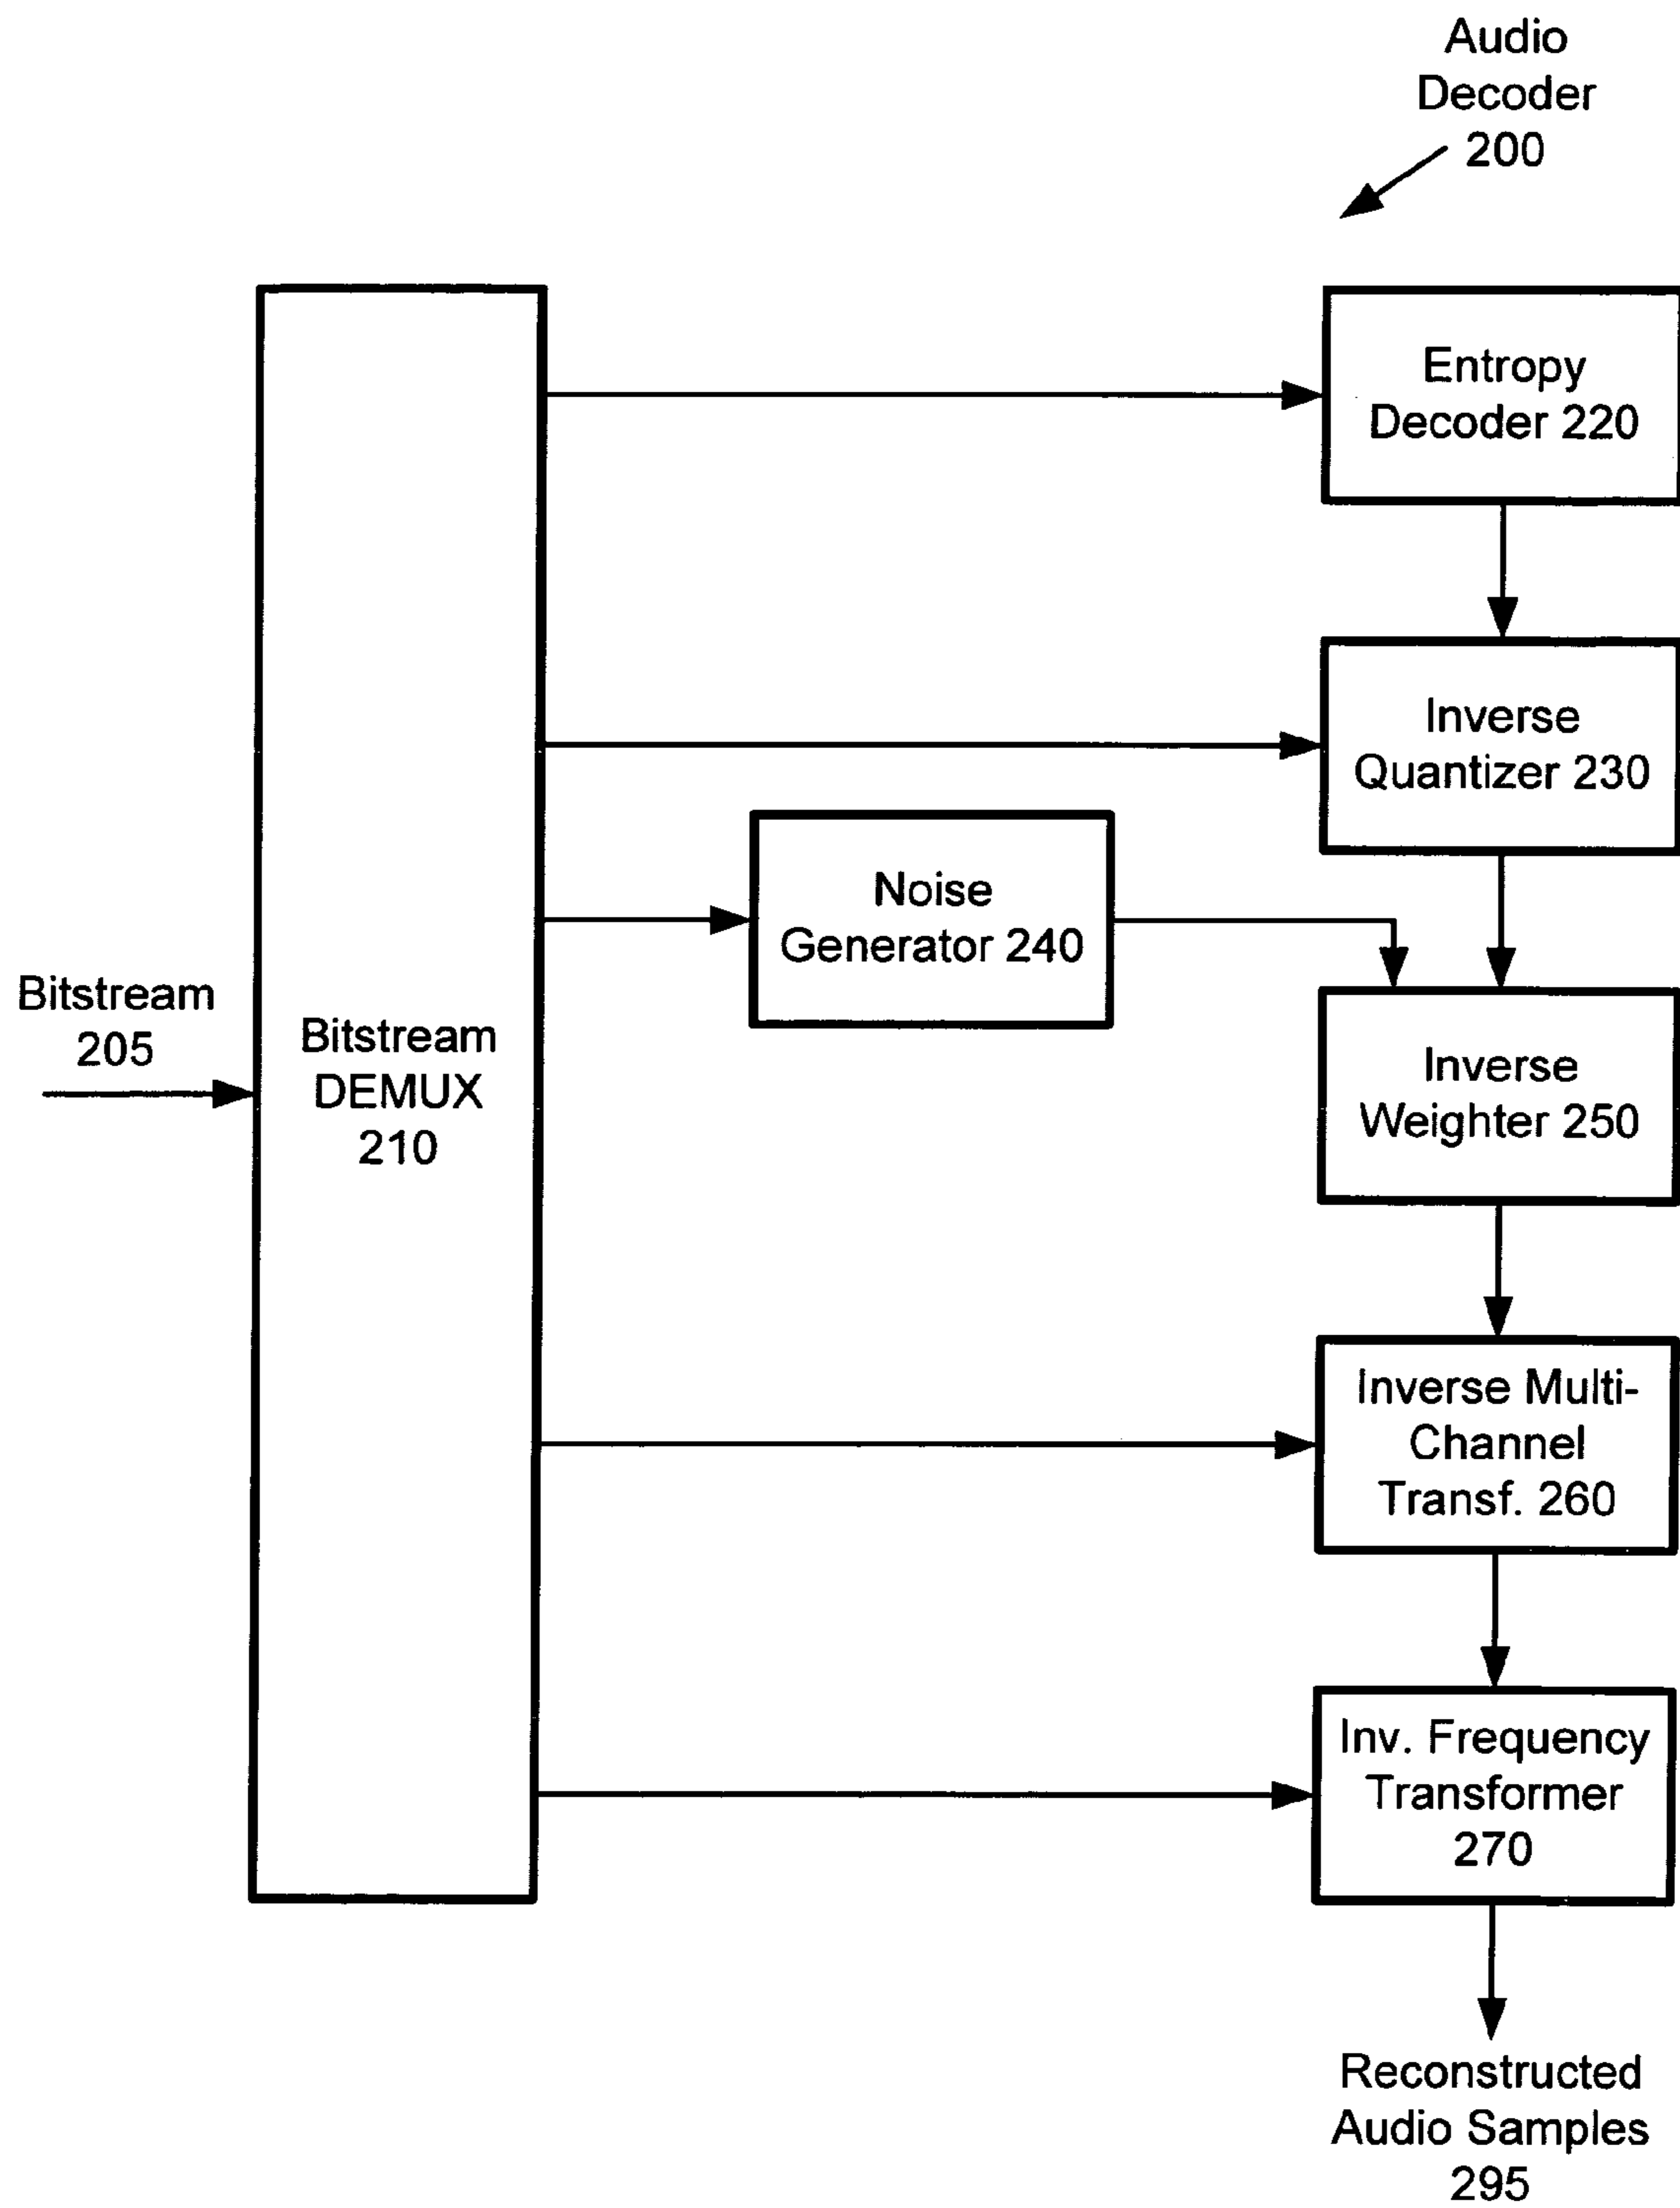 Audio
Decoder
200
Entropy
Decoder 220
Inverse
Quantizer 230
Noise
Generator 240
Bitstream
205
Bitstream
DEMUX
210
Inverse
Weighter 250
Inverse Multi-
Channel
Transf. 260
Inv. Frequency
Transformer
270
Reconstructed
Audio Samples
295